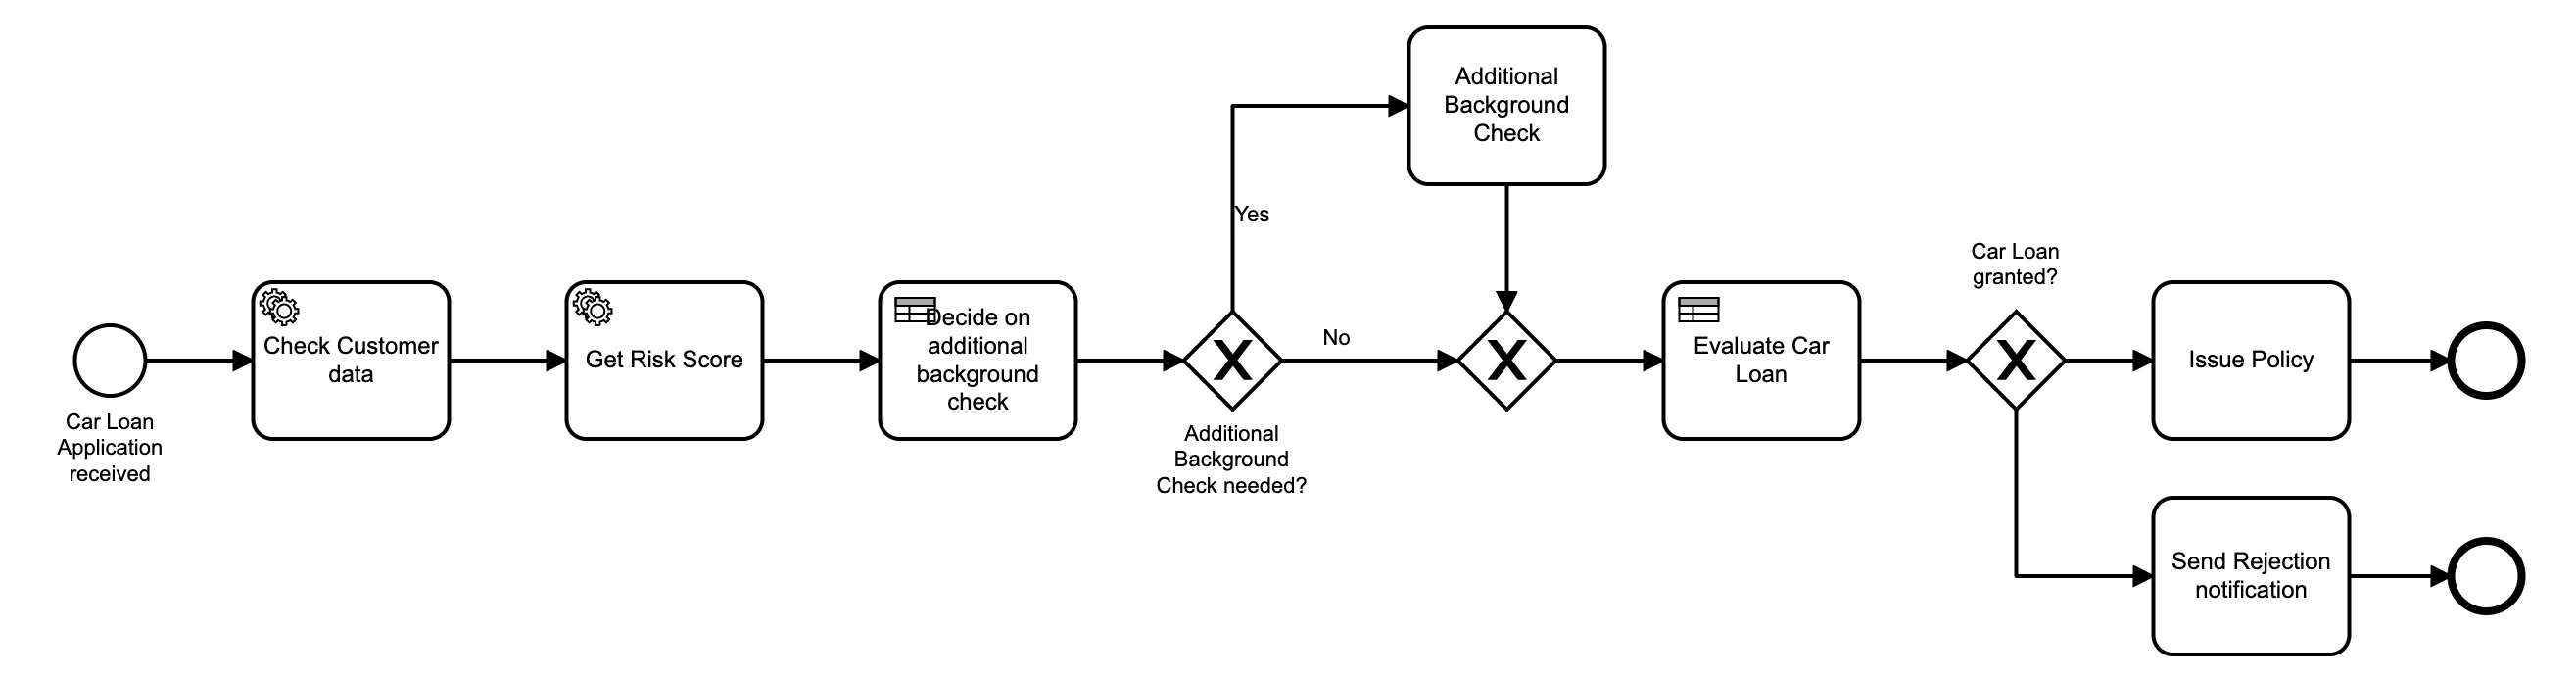 Car Loan
Application
received
Check Customer
data
Get Risk Score
Decide on
additional
background
check
Additional
Background
Check needed?
Yes
No
Additional
Background
Check
Evaluate Car
Loan
Car Loan
granted?
Issue Policy
Send Rejection
notification